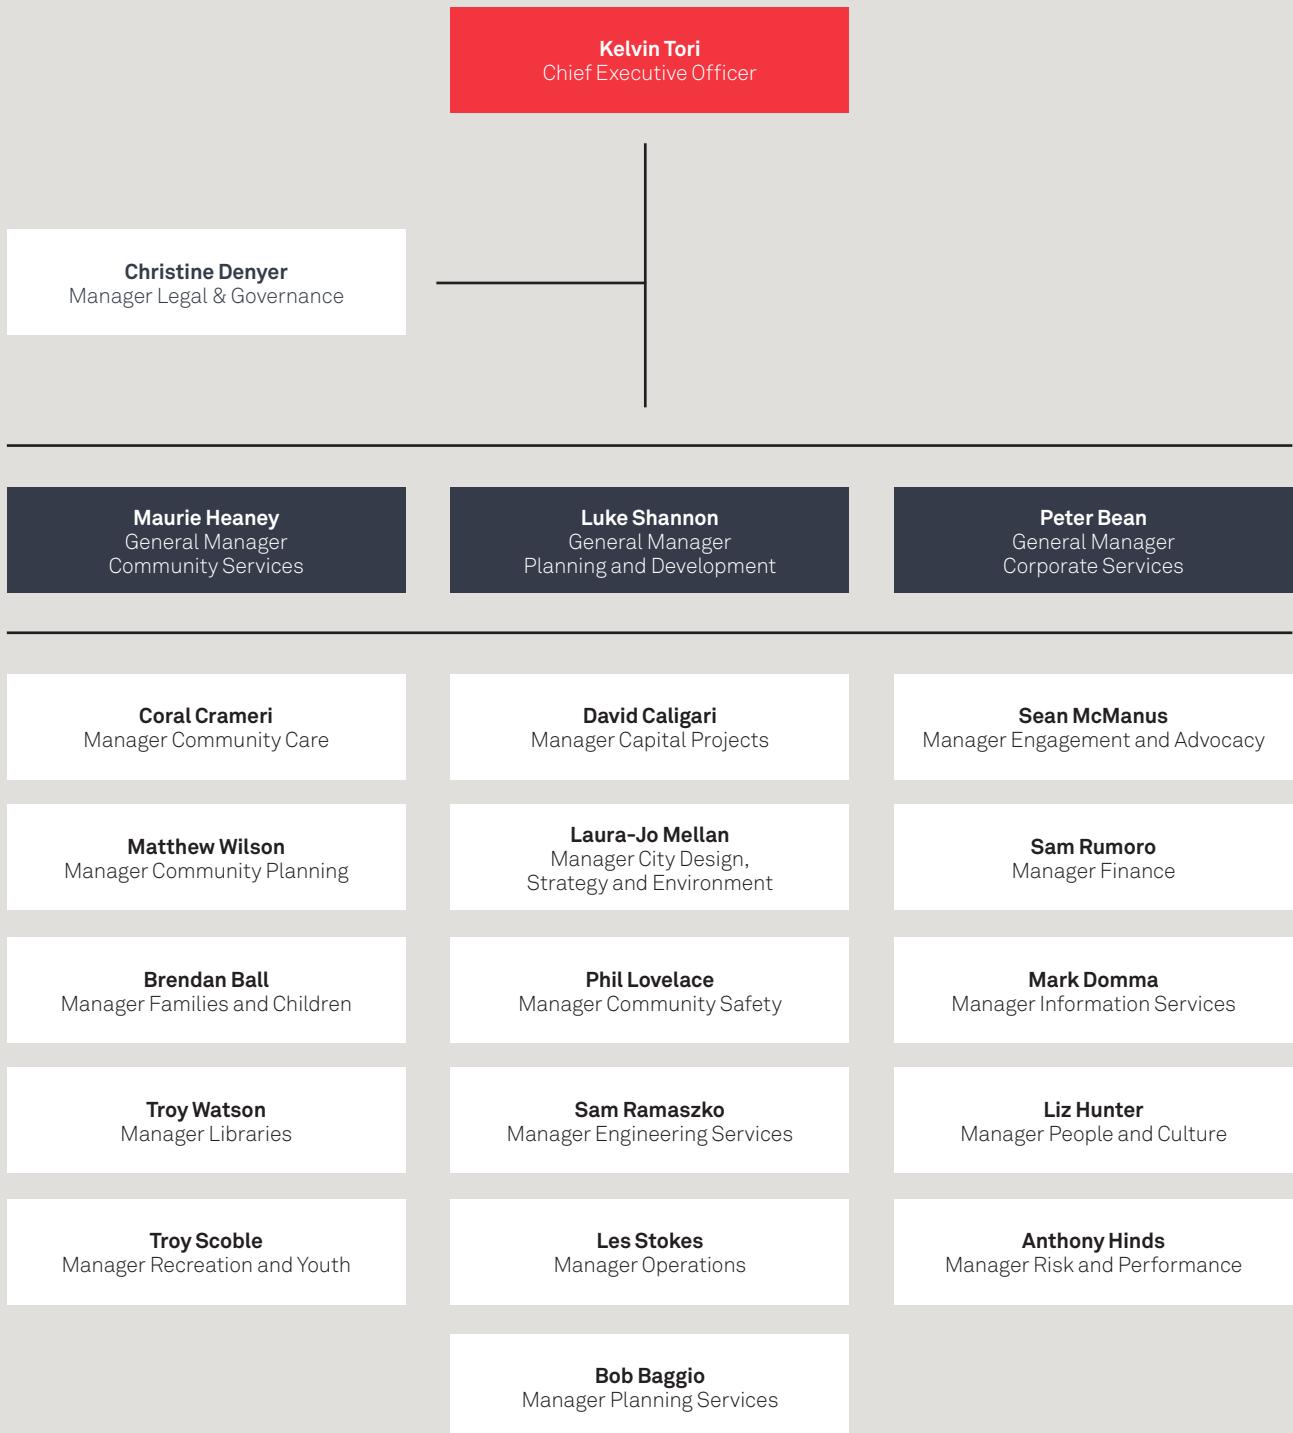 Kelvin Tori
Chief Executive Officer
Christine Denyer
Manager Legal & Governance
Maurie Heaney
General Manager
Community Services
Luke Shannon
General Manager
Planning and Development
Peter Bean
General Manager
Corporate Services
Coral Crameri
Manager Community Care
David Caligari
Manager Capital Projects
Sean McManus
Manager Engagement and Advocacy
Matthew Wilson
Manager Community Planning
Laura-Jo Mellan
Manager City Design,
Strategy and Environment
Sam Rumoro
Manager Finance
Brendan Ball
Manager Families and Children
Phil Lovelace
Manager Community Safety
Mark Domma
Manager Information Services
Troy Watson
Manager Libraries
Sam Ramaszko
Manager Engineering Services
Liz Hunter
Manager People and Culture
Troy Scoble
Manager Recreation and Youth
Les Stokes
Manager Operations
Anthony Hinds
Manager Risk and Performance
Bob Baggio
Manager Planning Services